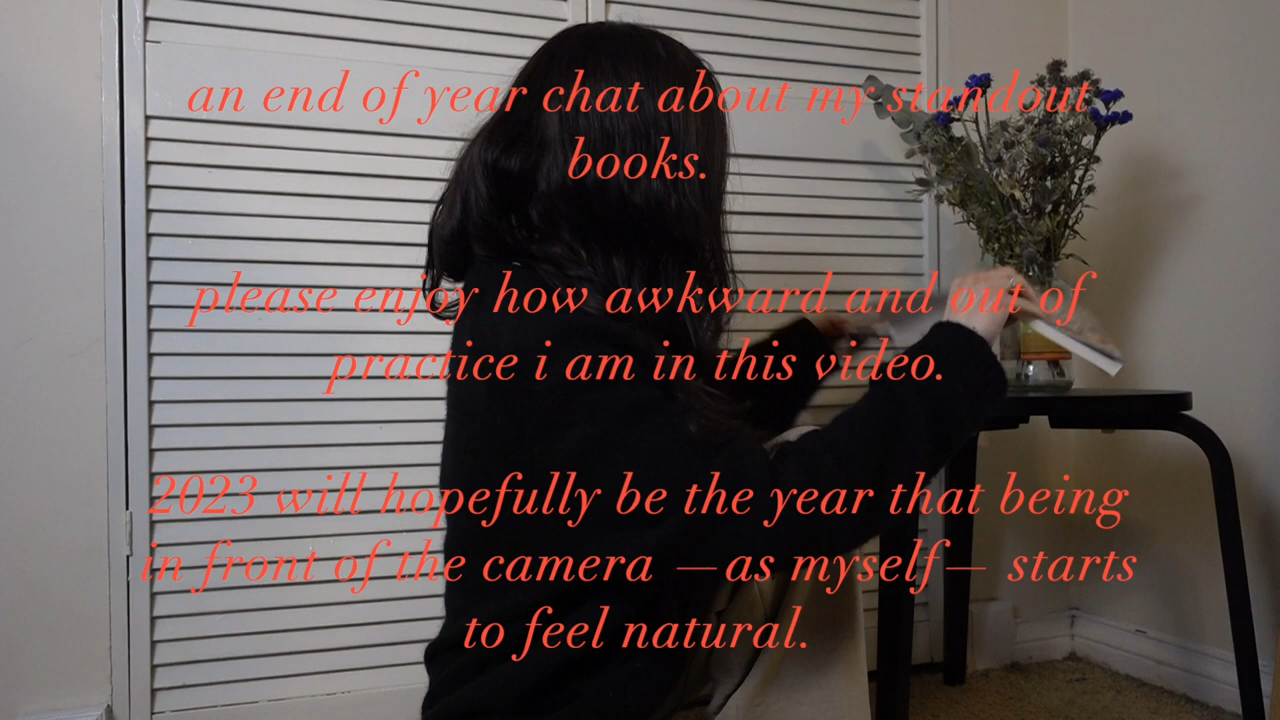 an end of year chat about my standout
books.
please enjoy how awkward and out of
practice i am in this video.
2023 will hopefully be the year that being
in front of the camera —as myself— starts
to feel natural.